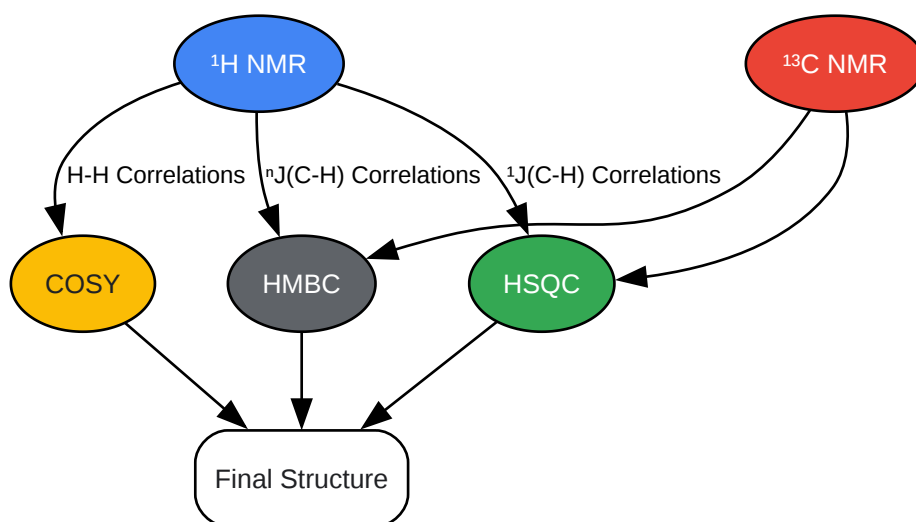 ¹H NMR
¹³C NMR
H-H Correlations
ⁿJ(C-H) Correlations
¹J(C-H) Correlations
COSY
HMBC
HSQC
Final Structure